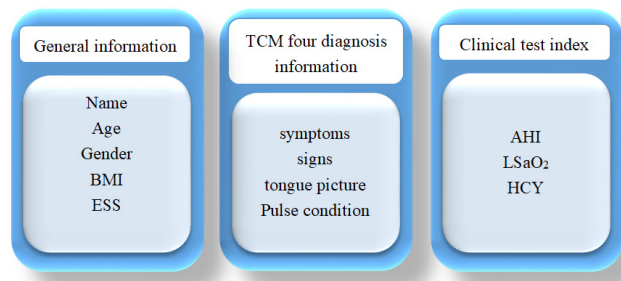 General information
Name
Age
Gender
BMI
ESS
TCM four diagnosis
information
symptoms
signs
tongue picture
Pulse condition
Clinical test index
AHI
LSaO₂
HCY